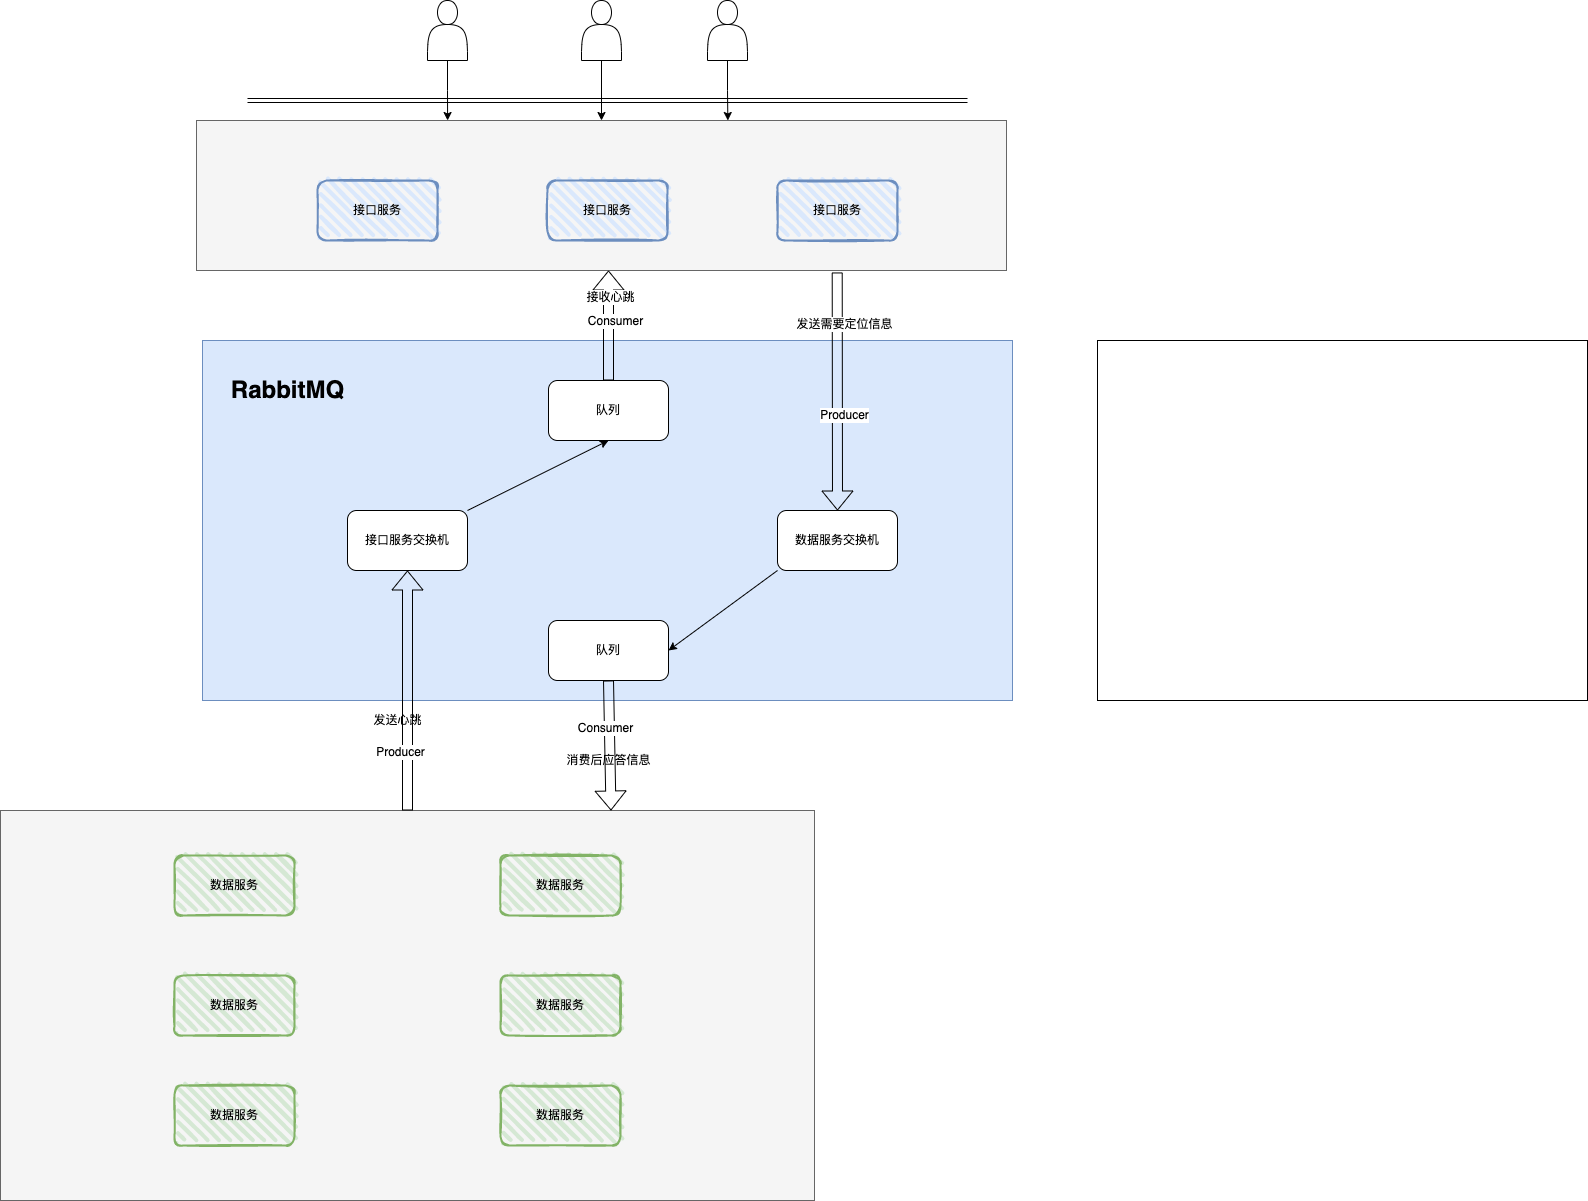 接口服务
接口服务
接口服务
接收心跳
Consumer
发送需要定位信息
RabbitMQ
队列
Producer
接口服务交换机
数据服务交换机
队列
发送心跳
Consumer
Producer
消费后应答信息
数据服务
数据服务
数据服务
数据服务
数据服务
数据服务